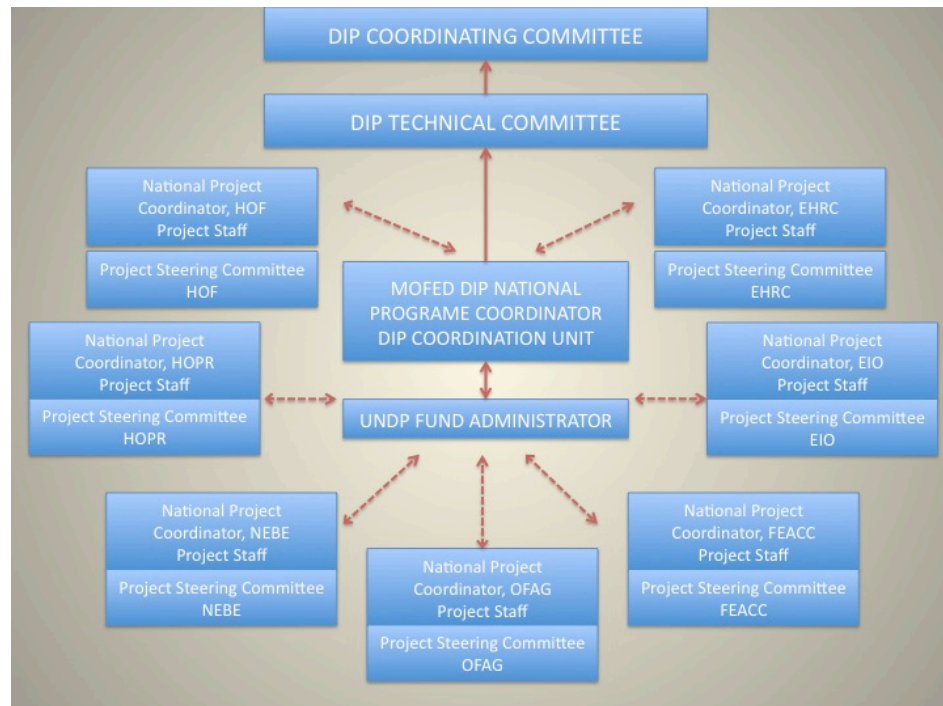 DIP COORDINATING COMMITTEE
DIP TECHNICAL COMMITTEE
National Project
Coordinator, HOF
Project Staff
Project Steering Committee
HOF
National Project
Coordinator, EHRC
Project Staff
Project Steering Committee
EHRC
MOFED DIP NATIONAL
PROGRAME COORDINATOR
DIP COORDINATION UNIT
National Project
Coordinator, HOPR
Project Staff
Project Steering Committee
HOPR
UNDP FUND ADMINISTRATOR
National Project
Coordinator, EIO
Project Staff
Project Steering Committee
EIO
National Project
Coordinator, NEBE
Project Staff
Project Steering Committee
NEBE
National Project
Coordinator, OFAG
Project Staff
Project Steering Committee
OFAG
National Project
Coordinator, FEACC
Project Staff
Project Steering Committee
FEACC